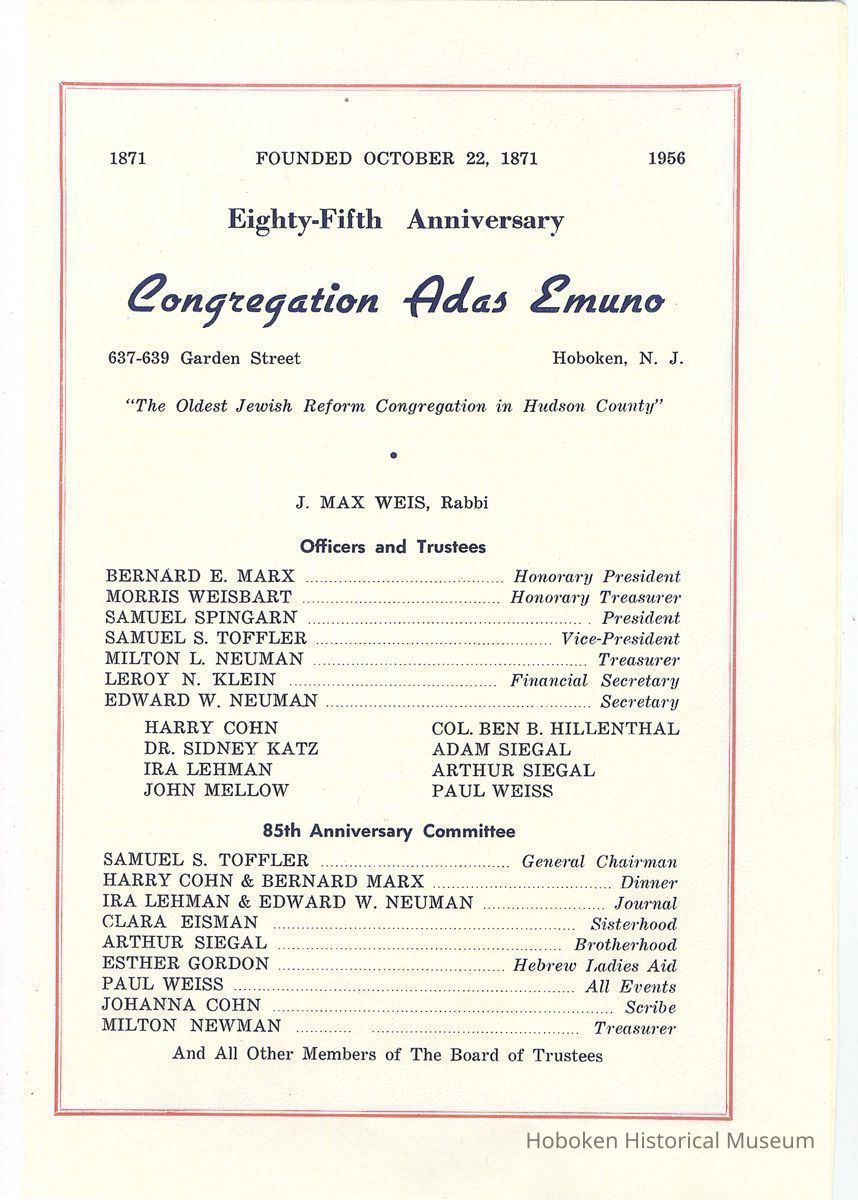 1871 FOUNDED OCTOBER 22, 1871 1956
Eighty-Fifth Anniversary
Congregation Adas Emuno
637-639 Garden Street Hoboken, N. J.
"The Oldest Jewish Reform Congregation in Hudson County"
•
J. MAX WEIS, Rabbi
Officers and Trustees
BERNARD E. MARX ........ Honorary President
MORRIS WEISBART ........ Honorary Treasurer
SAMUEL SPINGARN ........ President
SAMUEL S. TOFFLER ........ Vice-President
MILTON L. NEUMAN ........ Treasurer
LEROY N. KLEIN ........ Financial Secretary
EDWARD W. NEUMAN ........ Secretary
HARRY COHN COL. BEN B. HILLENTHAL
DR. SIDNEY KATZ ADAM SIEGAL
IRA LEHMAN ARTHUR SIEGAL
JOHN MELLOW PAUL WEISS
85th Anniversary Committee
SAMUEL S. TOFFLER ........ General Chairman
HARRY COHN & BERNARD MARX ........ Dinner
IRA LEHMAN & EDWARD W. NEUMAN ........ Journal
CLARA EISMAN ........ Sisterhood
ARTHUR SIEGAL ........ Brotherhood
ESTHER GORDON ........ Hebrew Ladies Aid
PAUL WEISS ........ All Events
JOHANNA COHN ........ Scribe
MILTON NEWMAN ........ Treasurer
And All Other Members of The Board of Trustees
Hoboken Historical Museum